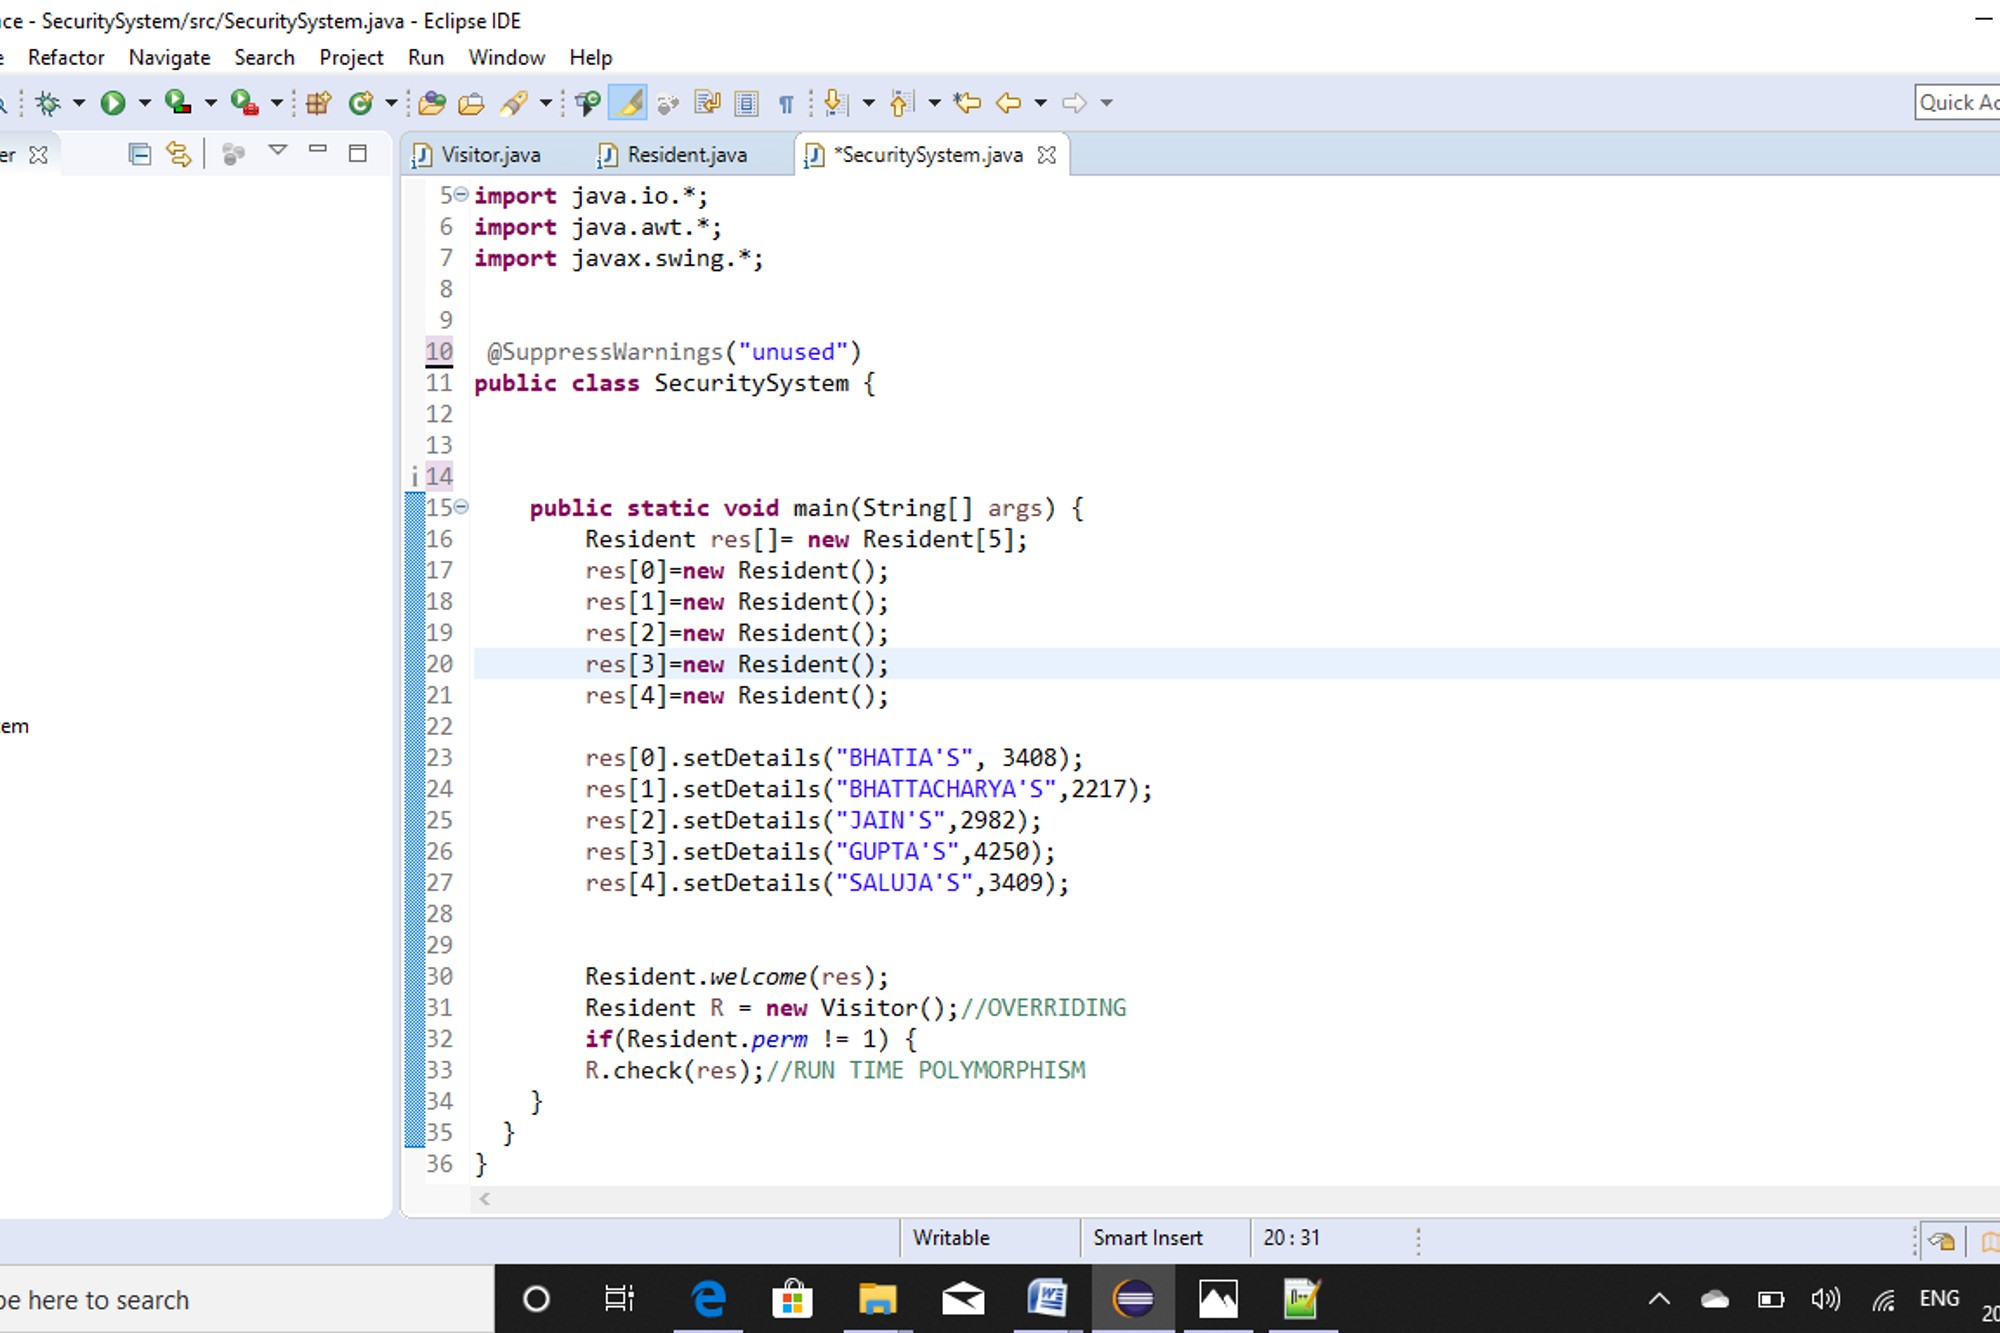 ce - SecuritySystem/src/SecuritySystem.java - Eclipse IDE
e Refactor Navigate Search Project Run Window Help
Quick Ac
er Visitor.java Resident.java *SecuritySystem.java
5 import java.io.*;
6 import java.awt.*;
7 import javax.swing.*;
8
9
10 @SuppressWarnings("unused")
11 public class SecuritySystem {
12
13
14
15 public static void main(String[] args) {
16 Resident res[]= new Resident[5];
17 res[0]=new Resident();
18 res[1]=new Resident();
19 res[2]=new Resident();
20 res[3]=new Resident();
21 res[4]=new Resident();
22
em
23 res[0].setDetails("BHATIA'S", 3408);
24 res[1].setDetails("BHATTACHARYA'S",2217);
25 res[2].setDetails("JAIN'S",2982);
26 res[3].setDetails("GUPTA'S",4250);
27 res[4].setDetails("SALUJA'S",3409);
28
29
30 Resident.welcome(res);
31 Resident R = new Visitor();//OVERRIDING
32 if(Resident.perm != 1) {
33 R.check(res);//RUN TIME POLYMORPHISM
34 }
35 }
36 }
Writable Smart Insert 20 : 31
pe here to search
ENG
20